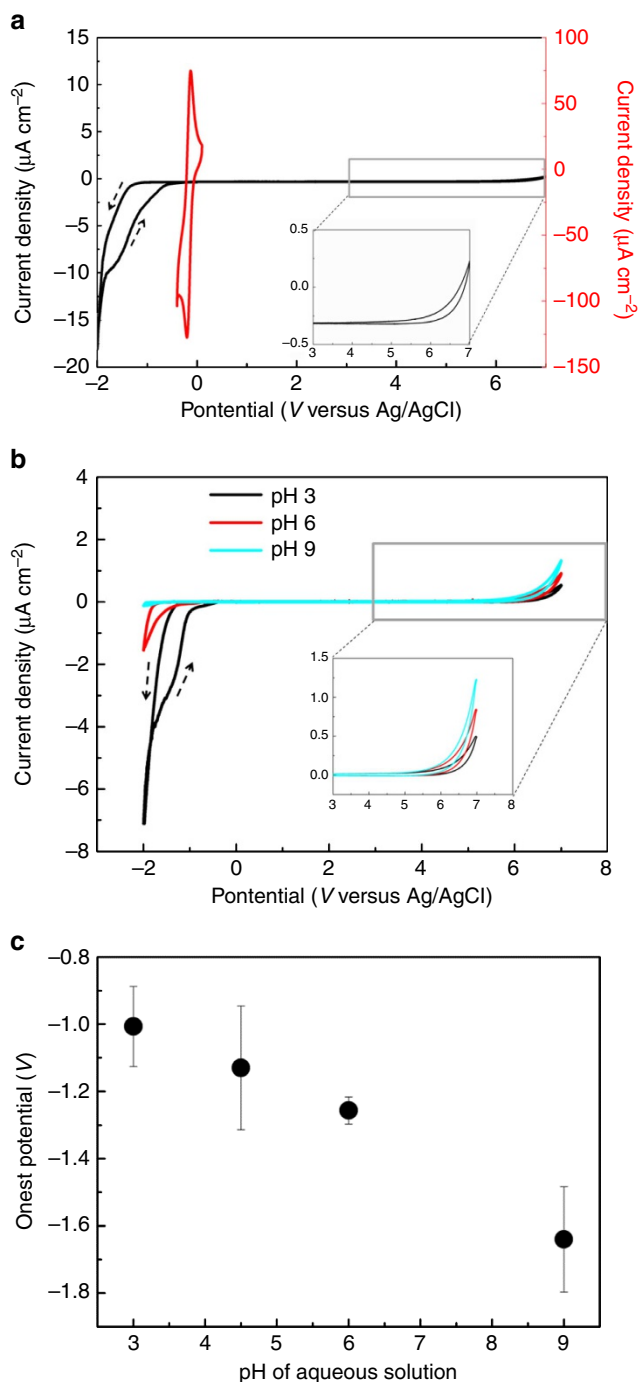 a
15
10
5
0
−5
−10
−15
−20
Current density (μA cm−2)
100
75
50
25
0
−25
−50
−75
−100
−125
−150
Current density (μA cm−2)
0.5
0.0
−0.5
3 4 5 6 7
−2 0 2 4 6
Pontential (V versus Ag/AgCl)
b
4
2
0
−2
−4
−6
−8
Current density (μA cm−2)
pH 3
pH 6
pH 9
1.5
1.0
0.5
0.0
3 4 5 6 7 8
−2 0 2 4 6 8
Pontential (V versus Ag/AgCl)
c
−0.8
−1.0
−1.2
−1.4
−1.6
−1.8
Onest potential (V)
3 4 5 6 7 8 9
pH of aqueous solution